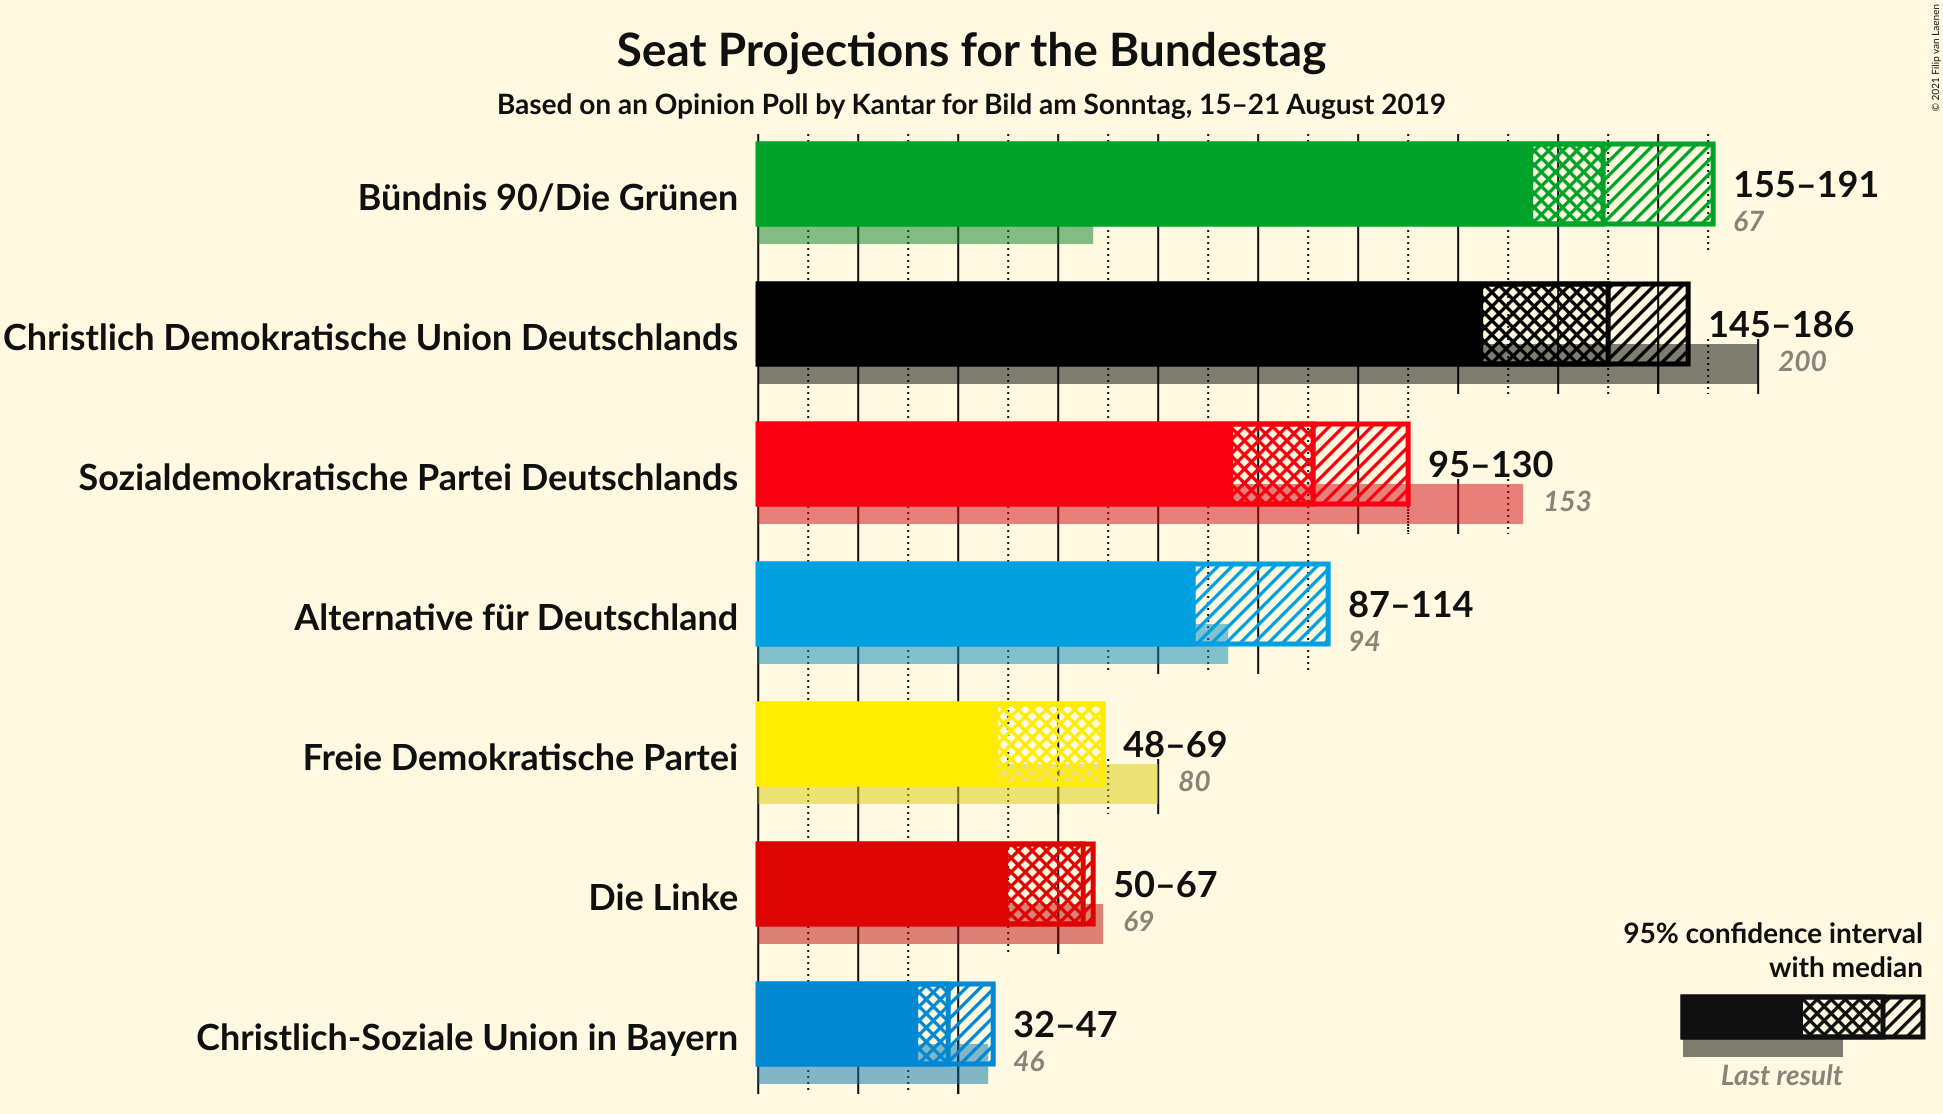 Seat Projections for the Bundestag
Based on an Opinion Poll by Kantar for Bild am Sonntag, 15–21 August 2019
© 2021 Filip van Laenen
Bündnis 90/Die Grünen
155–191
67
Christlich Demokratische Union Deutschlands
145–186
200
Sozialdemokratische Partei Deutschlands
95–130
153
Alternative für Deutschland
87–114
94
Freie Demokratische Partei
48–69
80
Die Linke
50–67
69
Christlich-Soziale Union in Bayern
32–47
46
95% confidence interval
with median
Last result